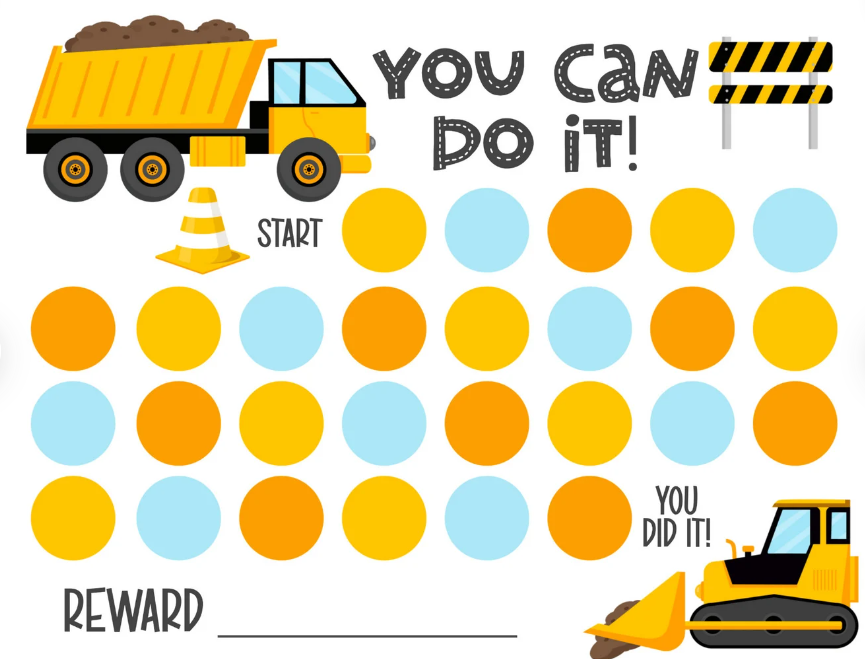 YOU CAN
DO iT!
START
YOU
DID IT!
REWARD